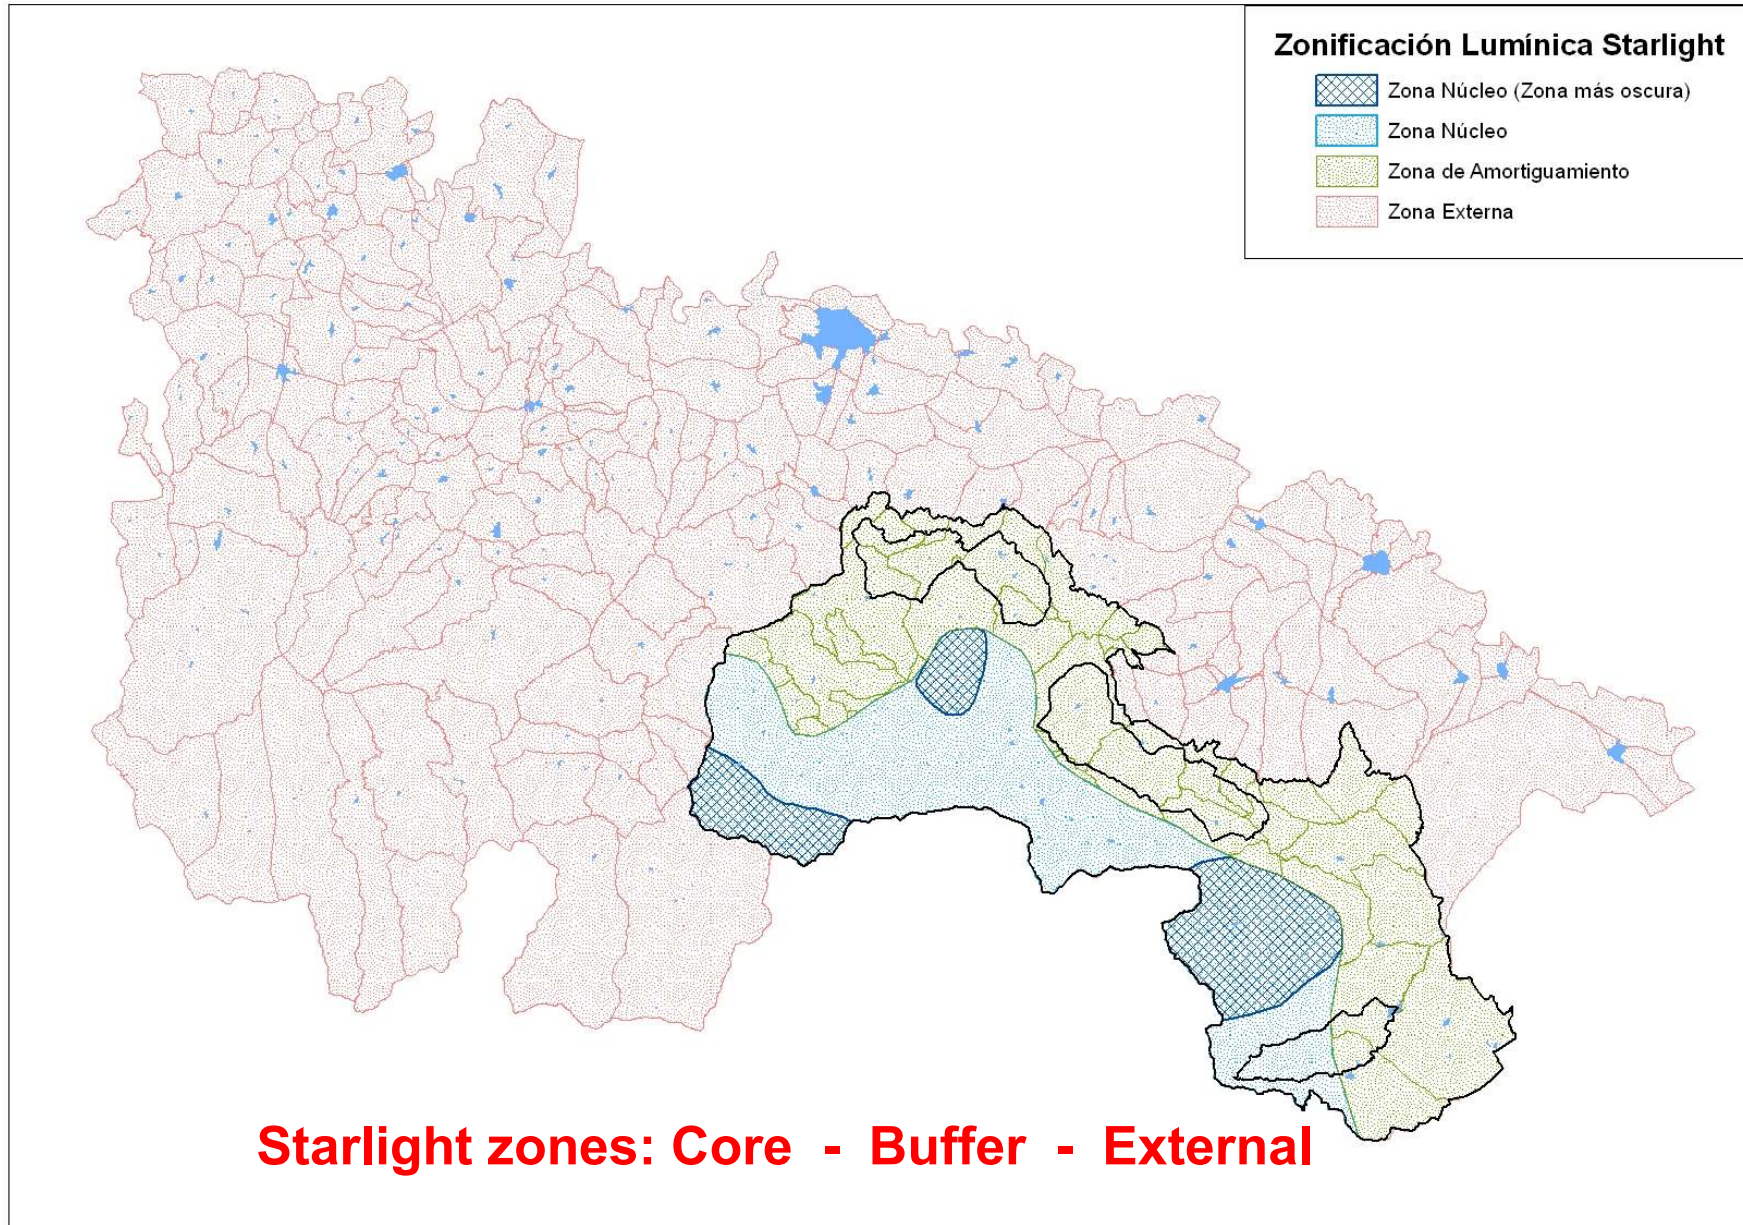 Zonificación Lumínica Starlight
Zona Núcleo (Zona más oscura)
Zona Núcleo
Zona de Amortiguamiento
Zona Externa
Starlight zones: Core - Buffer - External